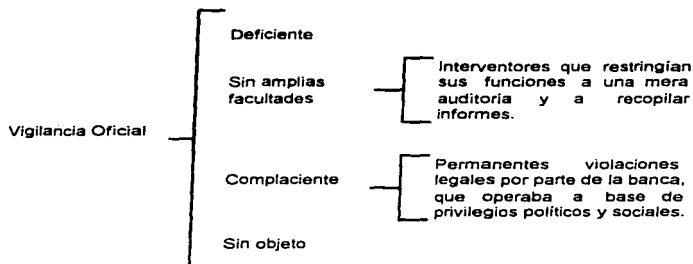 Deficiente
Sin amplias
facultades
Interventores que restringían
sus funciones a una mera
auditoria y a recopilar
informes.
Vigilancia Oficial
Complaciente
Permanentes violaciones
legales por parte de la banca,
que operaba a base de
privilegios políticos y sociales.
Sin objeto